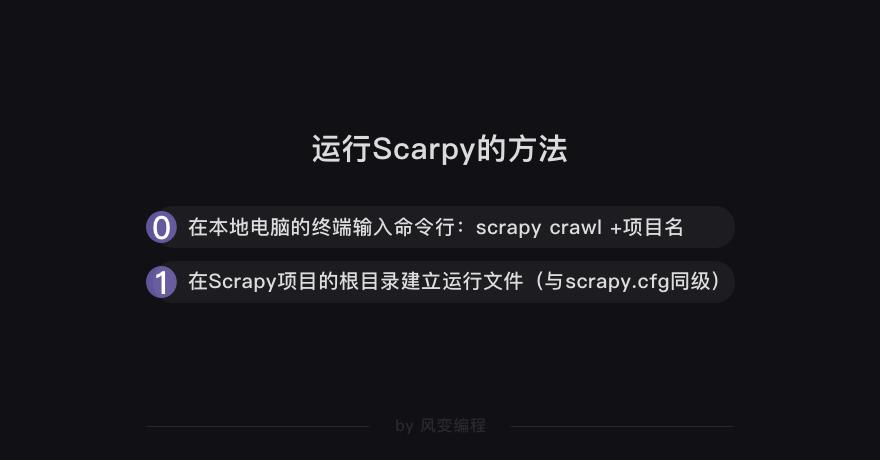 运行Scarpy的方法
0 在本地电脑的终端输入命令行：scrapy crawl +项目名
1 在Scrapy项目的根目录建立运行文件（与scrapy.cfg同级）
by 风变编程